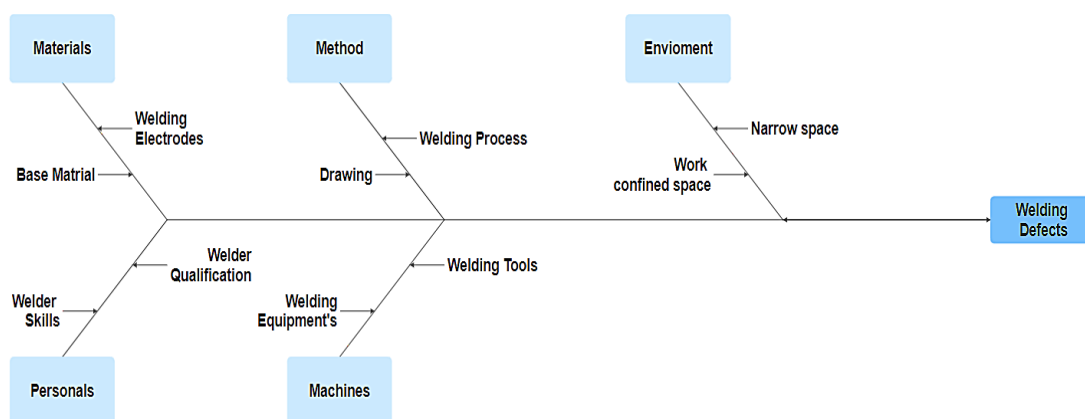 Materials
Method
Envioment
Welding
Electrodes
Base Matrial
Welding Process
Drawing
Narrow space
Work
confined space
Welding
Defects
Welder
Qualification
Welder
Skills
Welding Tools
Welding
Equipment's
Personals
Machines